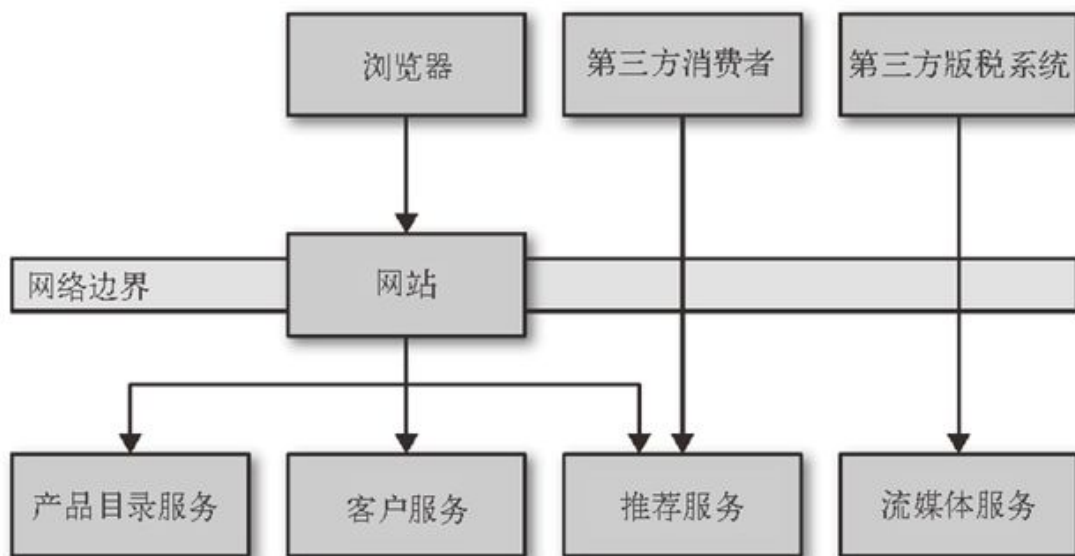 浏览器
第三方消费者
第三方版税系统
网络边界
网站
产品目录服务
客户服务
推荐服务
流媒体服务